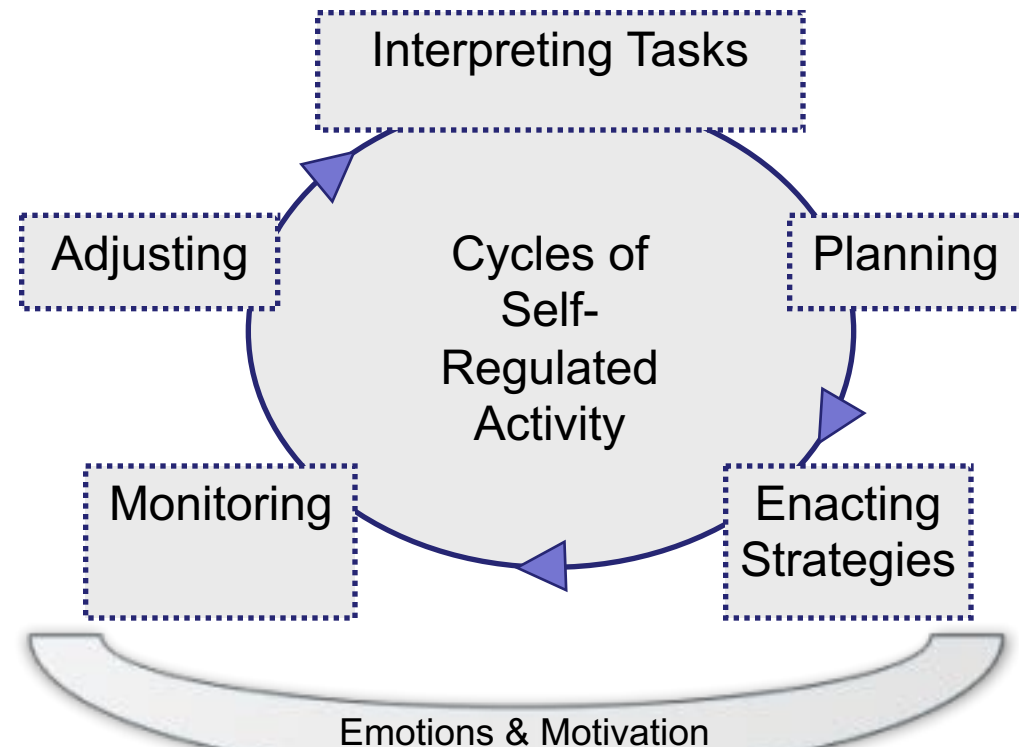 Interpreting Tasks
Adjusting
Cycles of
Self-
Regulated
Activity
Planning
Monitoring
Enacting
Strategies
Emotions & Motivation